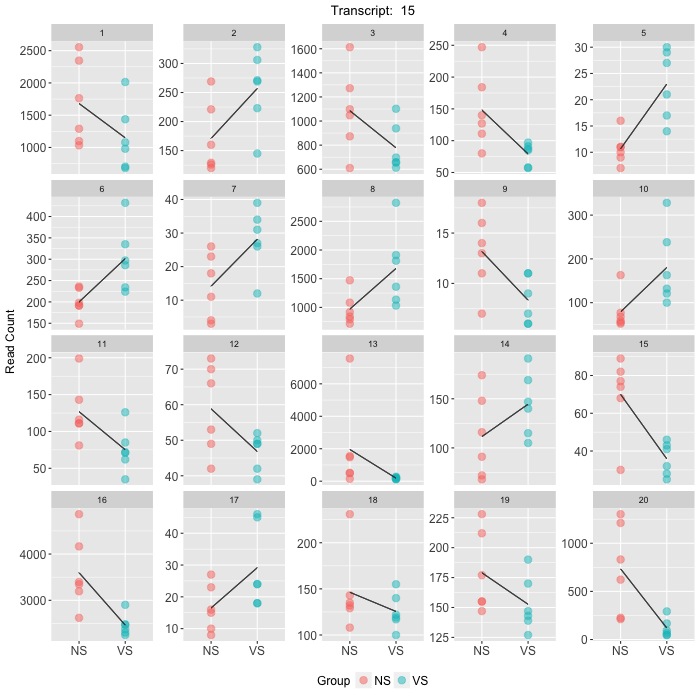 Transcript: 15
1 2 3 4 5
2500 2000 1500 1000
300 250 200 150
1600 1400 1200 1000 800 600
250 200 150 100 50
30 25 20 15 10
6 7 8 9 10
400 350 300 250 200 150
40 30 20 10
2500 2000 1500 1000
15 10
300 200 100
Read Count
11 12 13 14 15
200 150 100 50
70 60 50 40
6000 4000 2000 0
150 100
80 60 40
16 17 18 19 20
4000 3000
40 30 20 10
200 150 100
225 200 175 150 125
1000 500 0
NS VS NS VS NS VS NS VS NS VS
Group NS VS